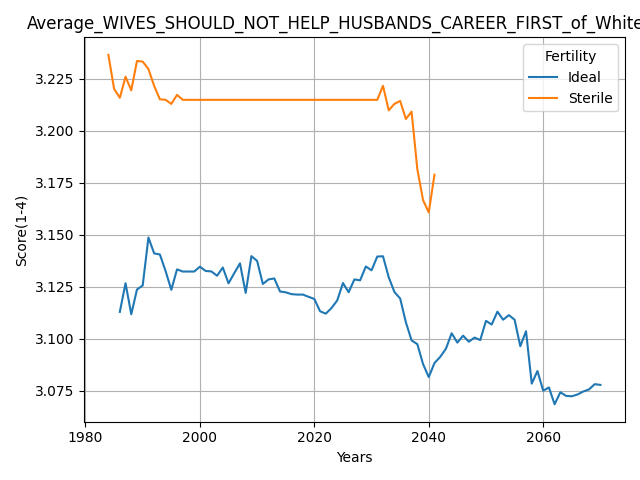 Average_WIVES_SHOULD_NOT_HELP_HUSBANDS_CAREER_FIRST_of_White
Fertility
Ideal
Sterile
3.225
3.200
3.175
3.150
3.125
3.100
3.075
Score(1-4)
1980
2000
2020
2040
2060
Years